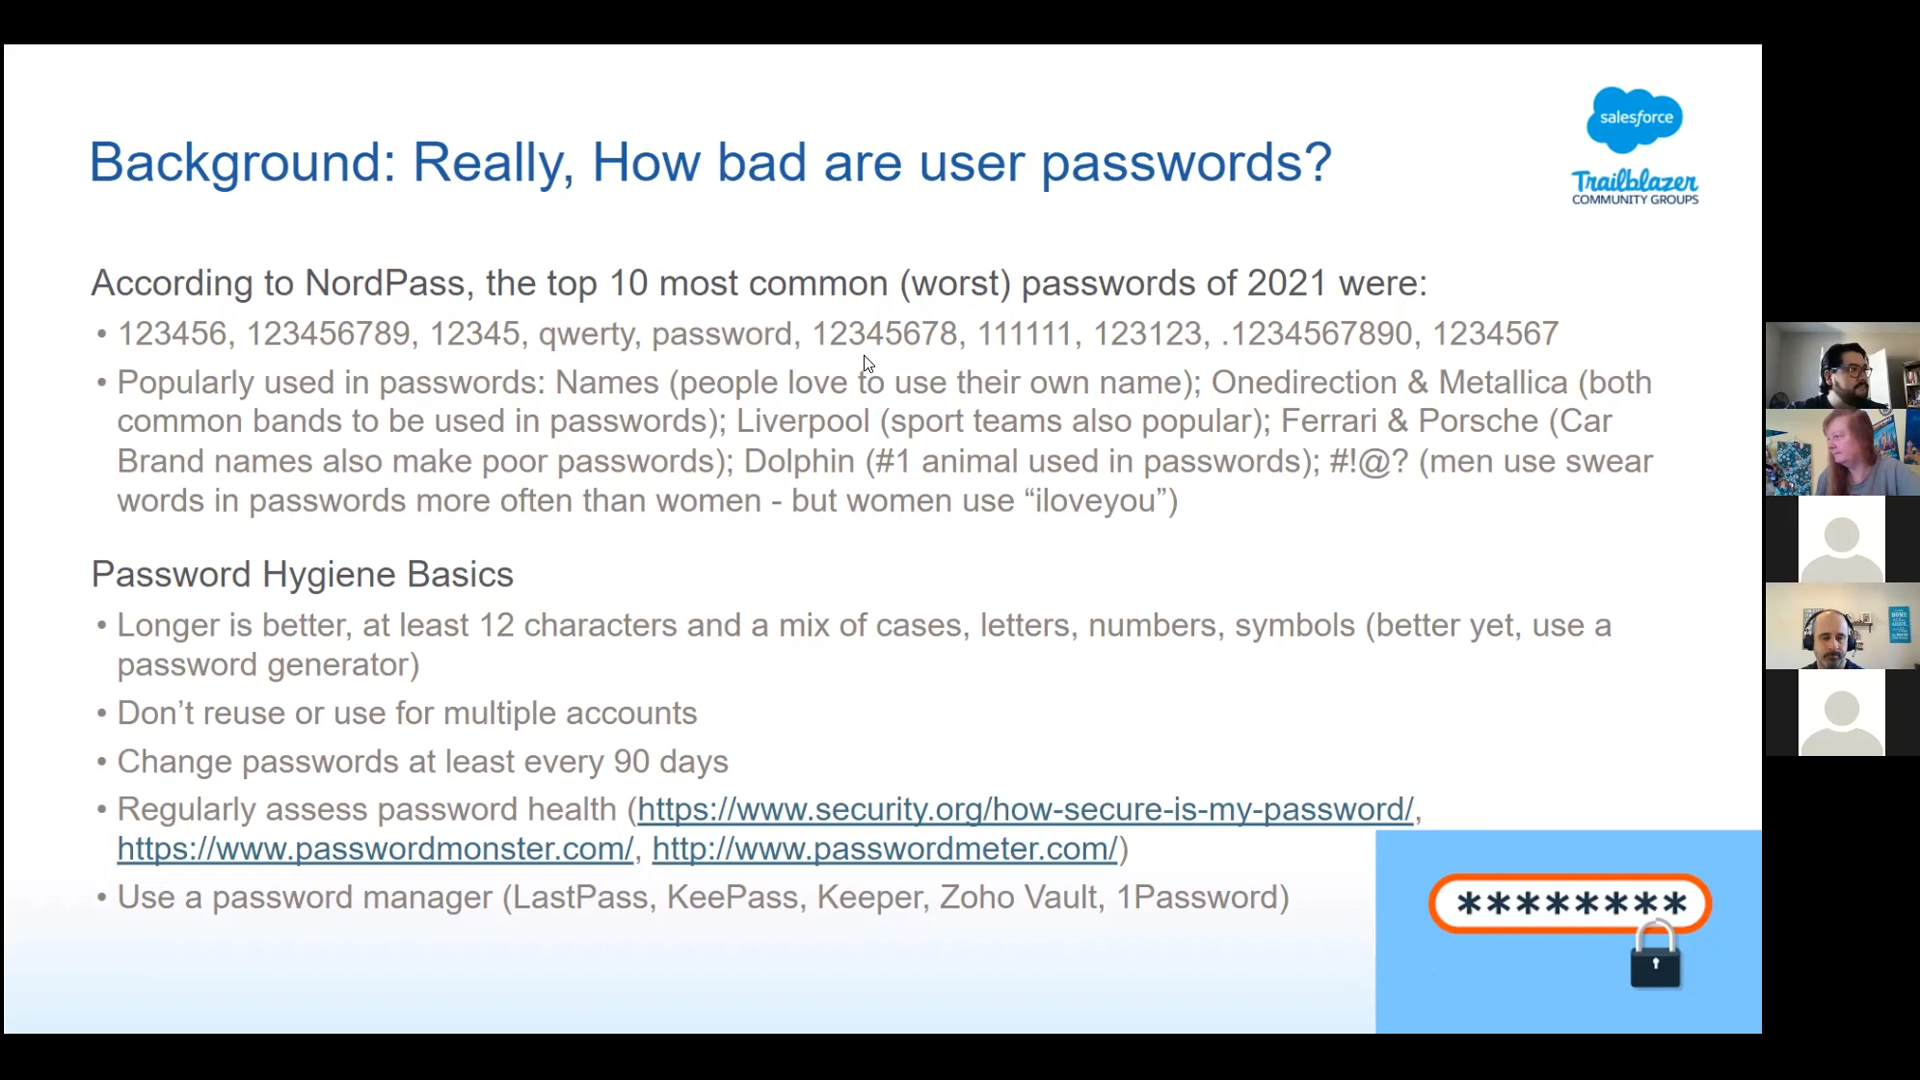 Background: Really, How bad are user passwords?
salesforce
Trailblazer
COMMUNITY GROUPS
According to NordPass, the top 10 most common (worst) passwords of 2021 were:
• 123456, 123456789, 12345, qwerty, password, 12345678, 111111, 123123, .1234567890, 1234567
• Popularly used in passwords: Names (people love to use their own name); Onedirection & Metallica (both
common bands to be used in passwords); Liverpool (sport teams also popular); Ferrari & Porsche (Car
Brand names also make poor passwords); Dolphin (#1 animal used in passwords); #!@? (men use swear
words in passwords more often than women - but women use “iloveyou”)
Password Hygiene Basics
• Longer is better, at least 12 characters and a mix of cases, letters, numbers, symbols (better yet, use a
password generator)
• Don’t reuse or use for multiple accounts
• Change passwords at least every 90 days
• Regularly assess password health (https://www.security.org/how-secure-is-my-password/,
https://www.passwordmonster.com/, http://www.passwordmeter.com/)
• Use a password manager (LastPass, KeePass, Keeper, Zoho Vault, 1Password)
********